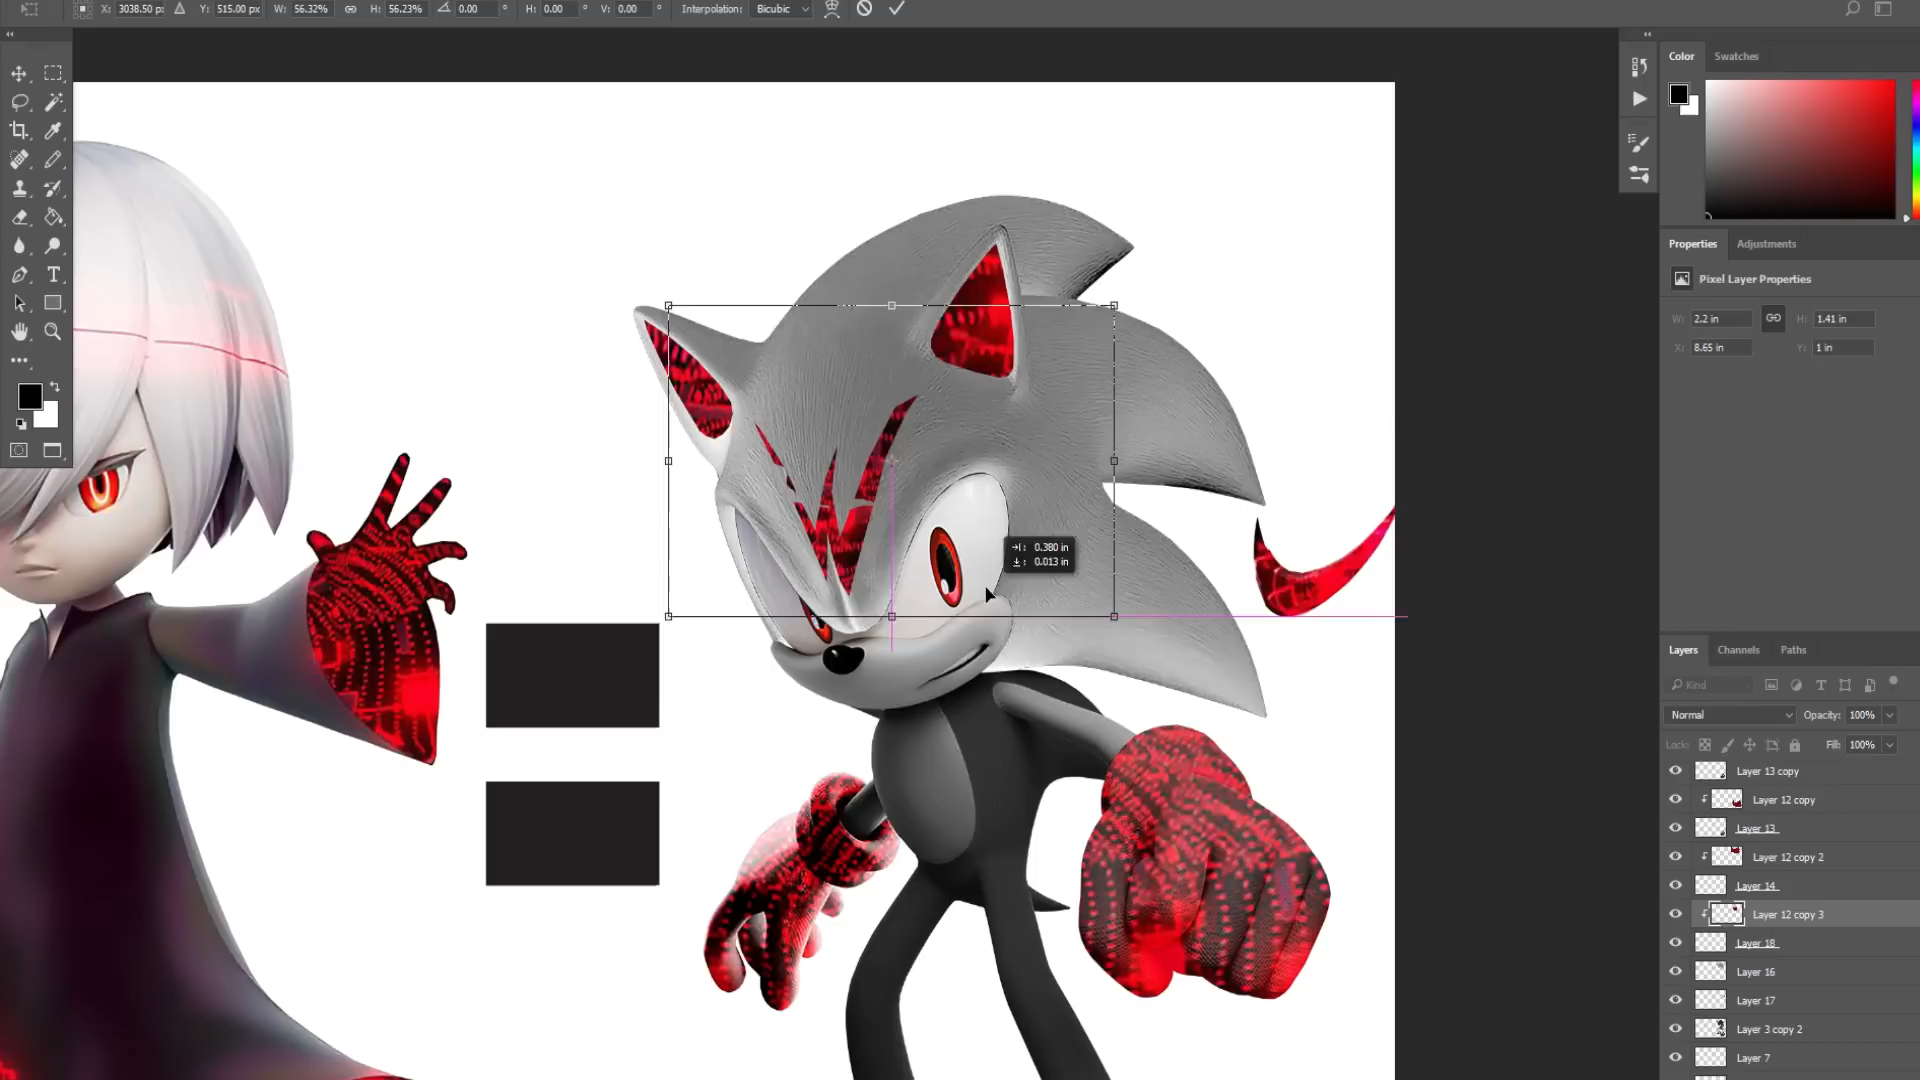 X: 3038.50 px Y: 515.00 px W: 56.32% H: 56.23% 0.00 ° H: 0.00 ° V: 0.00 ° Interpolation: Bicubic
Color Swatches
Properties Adjustments
Pixel Layer Properties
W: 2.2 in H: 1.41 in
X: 8.65 in Y: 1 in
T
: 0.380 in
: 0.013 in
Layers Channels Paths
Kind T
Normal Opacity: 100%
Lock: Fill: 100%
Layer 13 copy
Layer 12 copy
Layer 13
Layer 12 copy 2
Layer 14
Layer 12 copy 3
Layer 18
Layer 16
Layer 17
Layer 3 copy 2
Layer 7